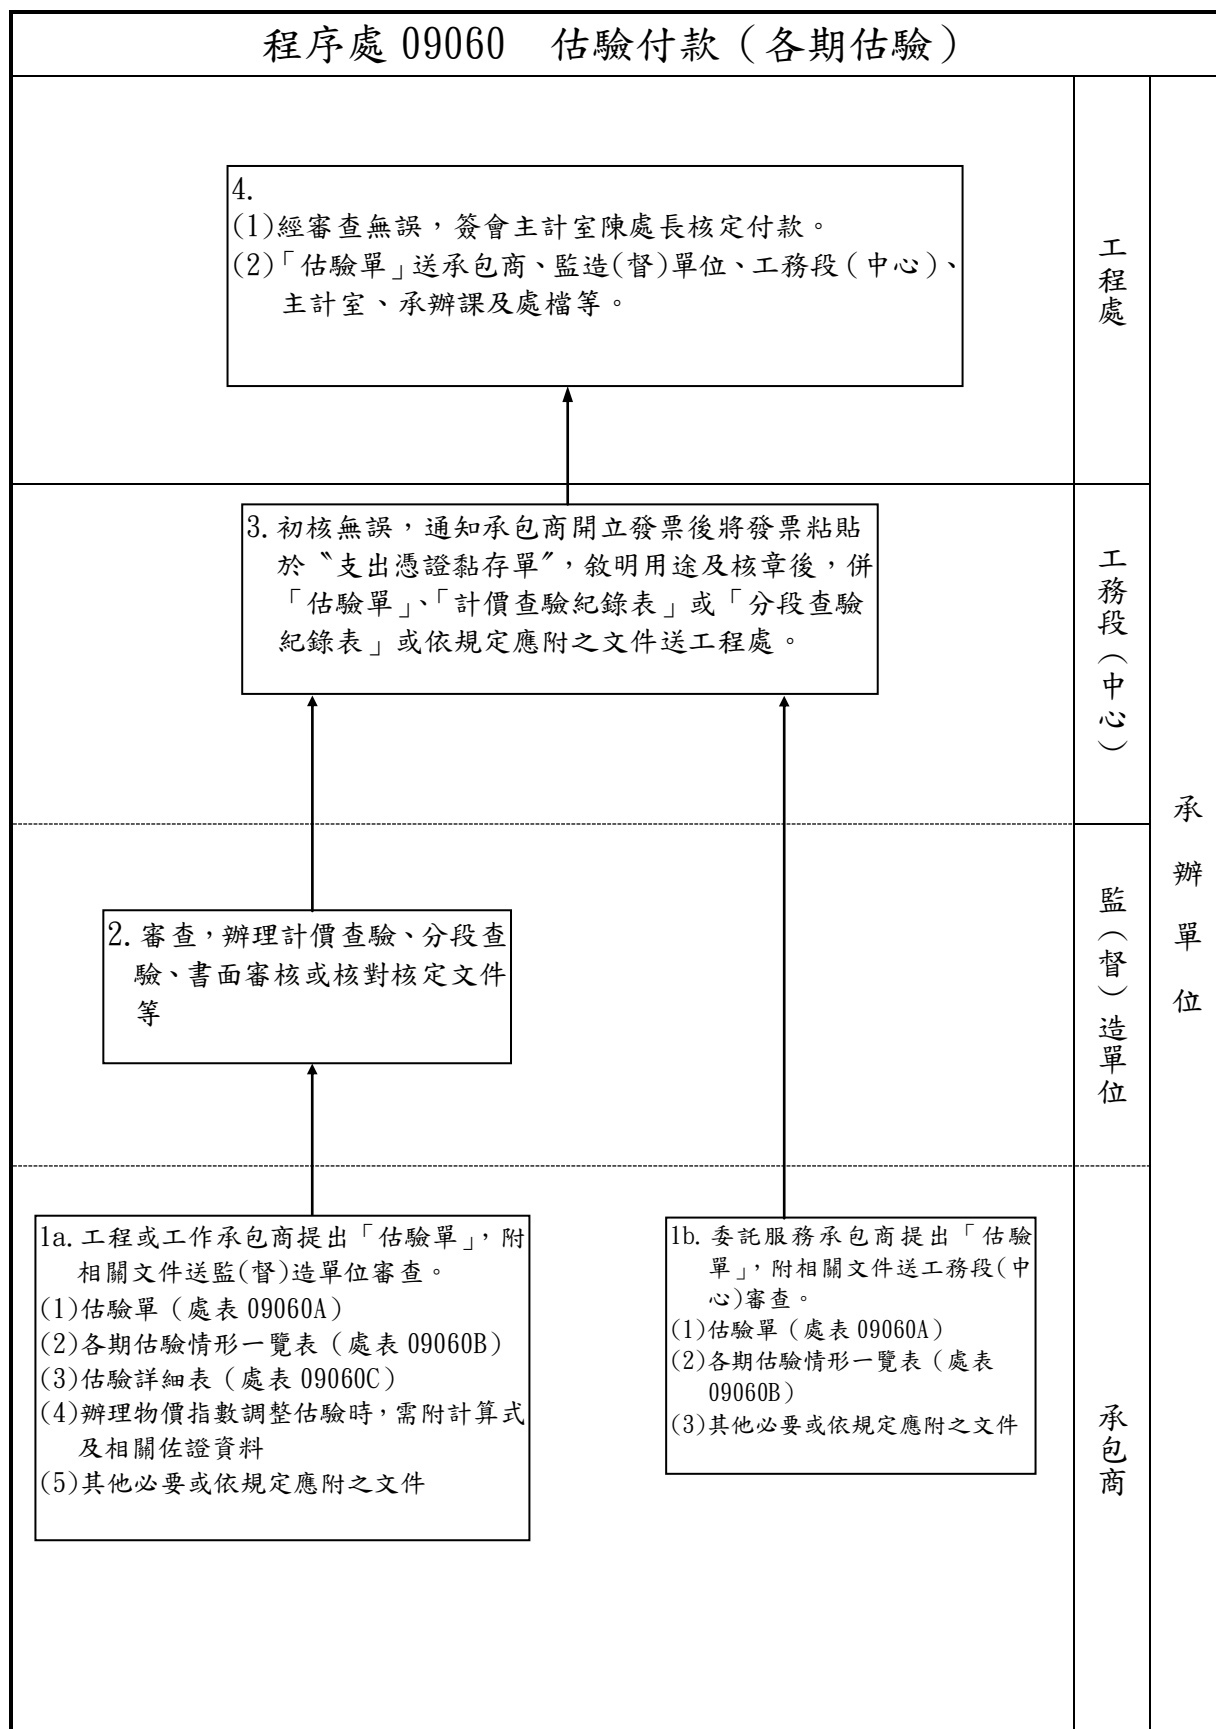 程序處 09060　估驗付款（各期估驗）
4.
(1)經審查無誤，簽會主計室陳處長核定付款。
(2)「估驗單」送承包商、監造(督)單位、工務段（中心）、
主計室、承辦課及處檔等。
工程處
3. 初核無誤，通知承包商開立發票後將發票粘貼
於〝支出憑證黏存單〞，敘明用途及核章後，併
「估驗單」、「計價查驗紀錄表」或「分段查驗
紀錄表」或依規定應附之文件送工程處。
工務段（中心）
承辦單位
2. 審查，辦理計價查驗、分段查
驗、書面審核或核對核定文件
等
監（督）造單位
1a. 工程或工作承包商提出「估驗單」，附
相關文件送監(督)造單位審查。
(1)估驗單（處表 09060A）
(2)各期估驗情形一覽表（處表 09060B）
(3)估驗詳細表（處表 09060C）
(4)辦理物價指數調整估驗時，需附計算式
及相關佐證資料
(5)其他必要或依規定應附之文件
1b. 委託服務承包商提出「估驗
單」，附相關文件送工務段(中
心)審查。
(1)估驗單（處表 09060A）
(2)各期估驗情形一覽表（處表
09060B）
(3)其他必要或依規定應附之文件
承包商